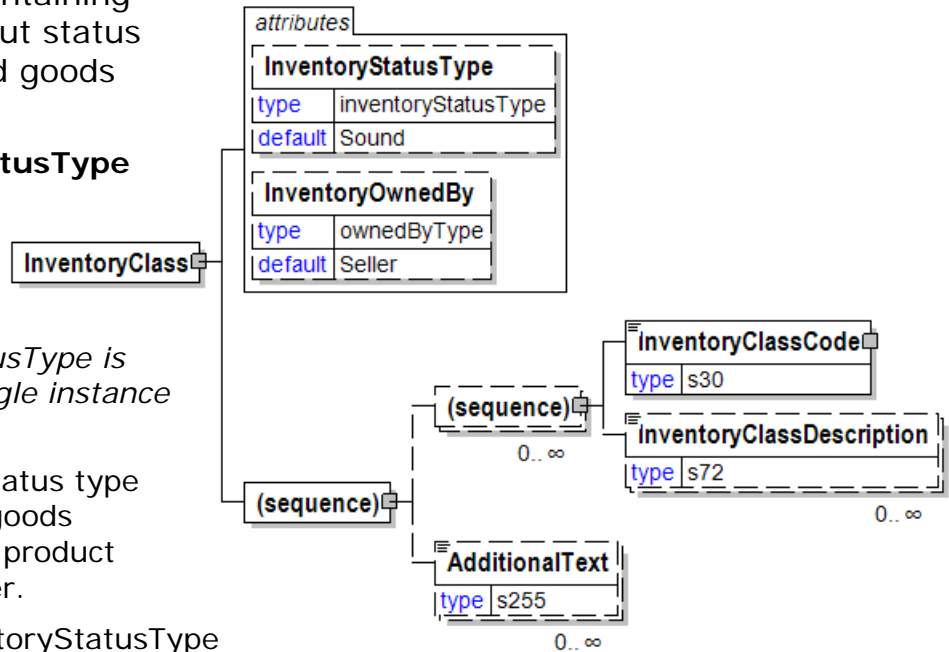 ntaining
ut status
d goods
tusType
usType is
gle instance
atus type
goods
product
er.
toryStatusType
attributes
InventoryStatusType
type inventoryStatusType
default Sound
InventoryOwnedBy
type ownedByType
default Seller
InventoryClass
(sequence)
(sequence)
0.. ∞
InventoryClassCode
type s30
InventoryClassDescription
type s72
0.. ∞
AdditionalText
type s255
0.. ∞